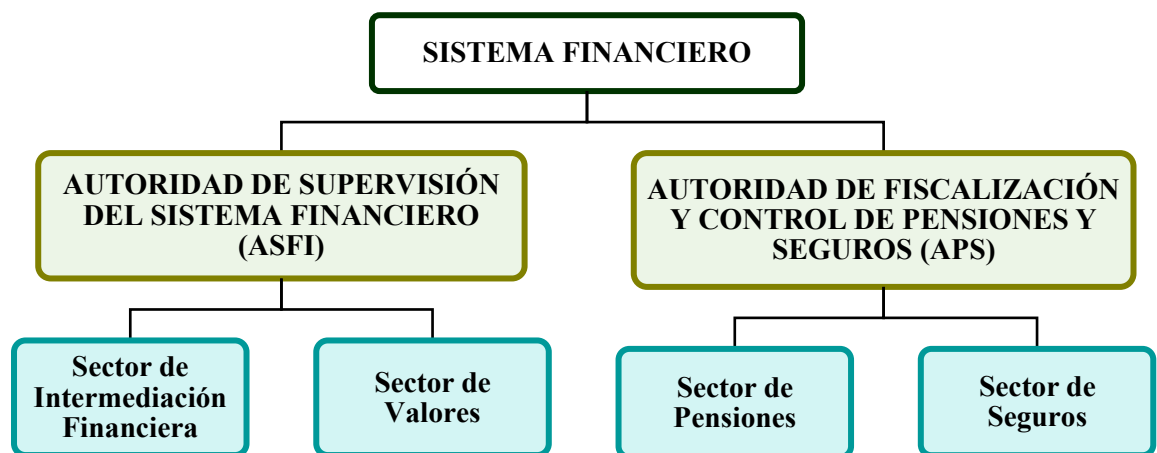 SISTEMA FINANCIERO
AUTORIDAD DE SUPERVISIÓN
DEL SISTEMA FINANCIERO
(ASFI)
AUTORIDAD DE FISCALIZACIÓN
Y CONTROL DE PENSIONES Y
SEGUROS (APS)
Sector de
Intermediación
Financiera
Sector de
Valores
Sector de
Pensiones
Sector de
Seguros